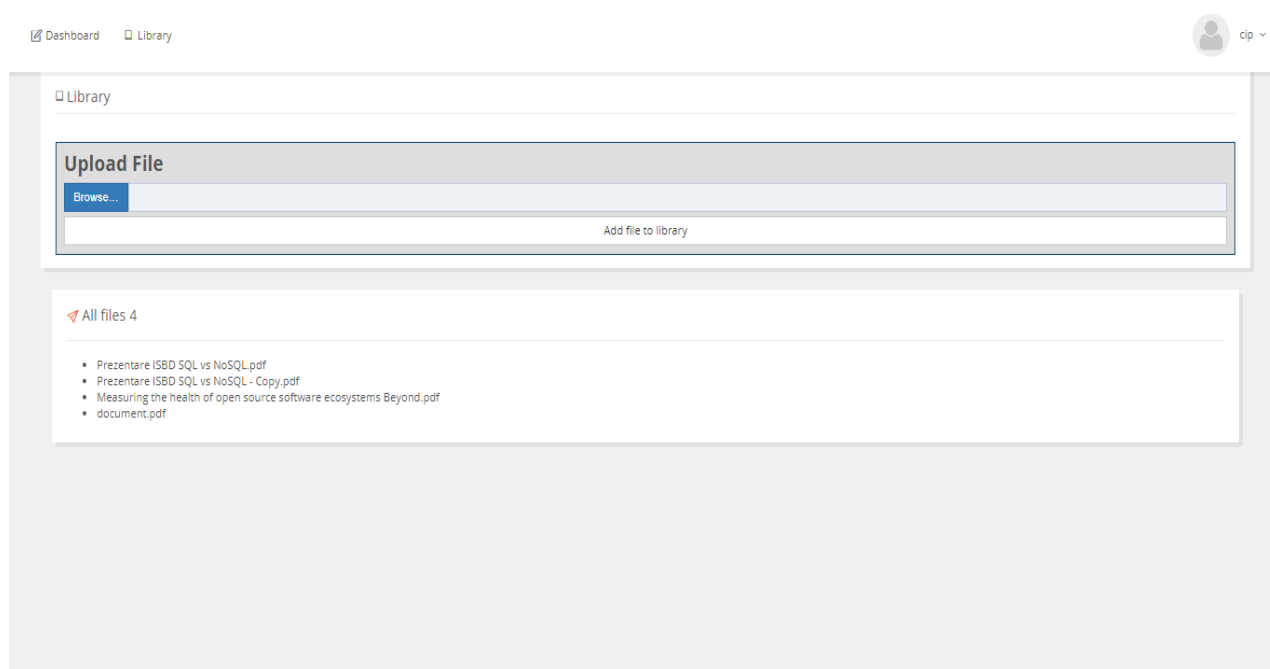 Dashboard Library cip
Library
Upload File
Browse...
Add file to library
All files 4
Prezentare ISBD SQL vs NoSQL.pdf
Prezentare ISBD SQL vs NoSQL - Copy.pdf
Measuring the health of open source software ecosystems Beyond.pdf
document.pdf